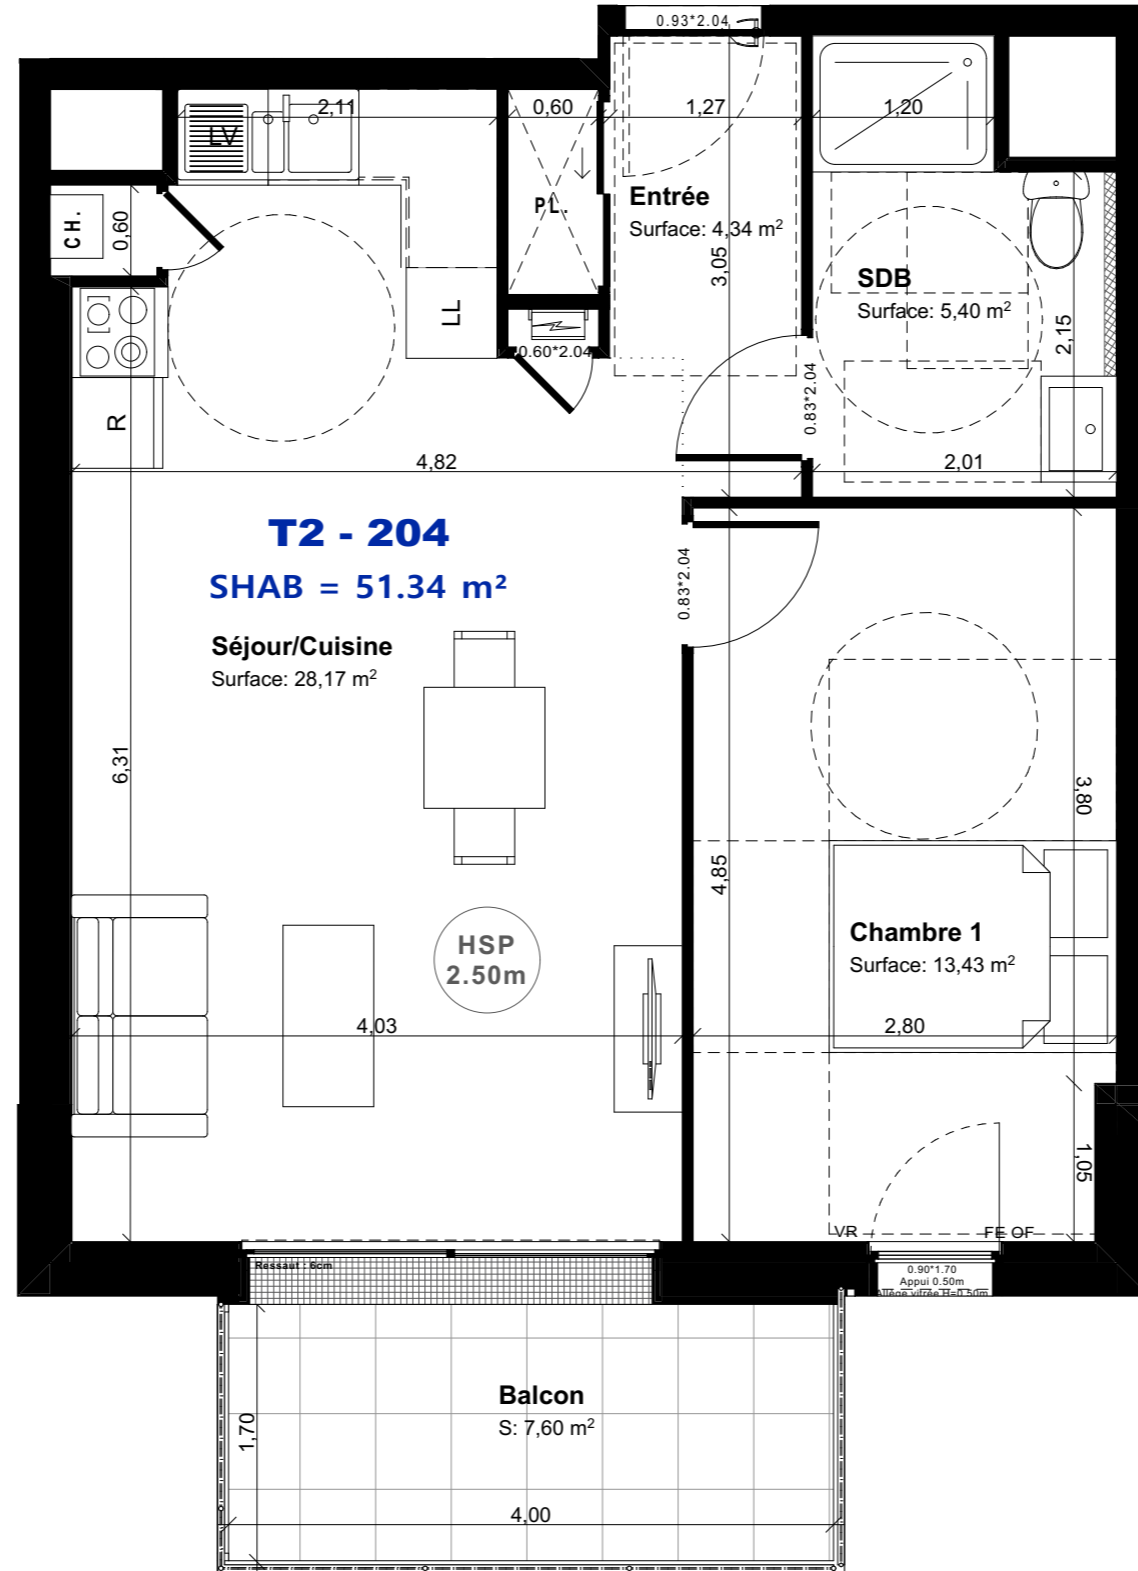 0.93*2.04
2,11
0,60
1,27
1,20
LV
PL.
Entrée
Surface: 4,34 m²
CH.
0,60
3,05
SDB
Surface: 5,40 m²
2,15
LL
0.60*2.04
0.83*2.04
R
4,82
2,01
T2 - 204
SHAB = 51.34 m²
0.83*2.04
Séjour/Cuisine
Surface: 28,17 m²
6,31
3,80
4,85
HSP
2.50m
Chambre 1
Surface: 13,43 m²
4,03
2,80
1,05
VR
FE OF
Ressaut : 6cm
0.90*1.70
Appui 0.50m
Allège vitrée H=0.50m
Balcon
S: 7,60 m²
1,70
4,00